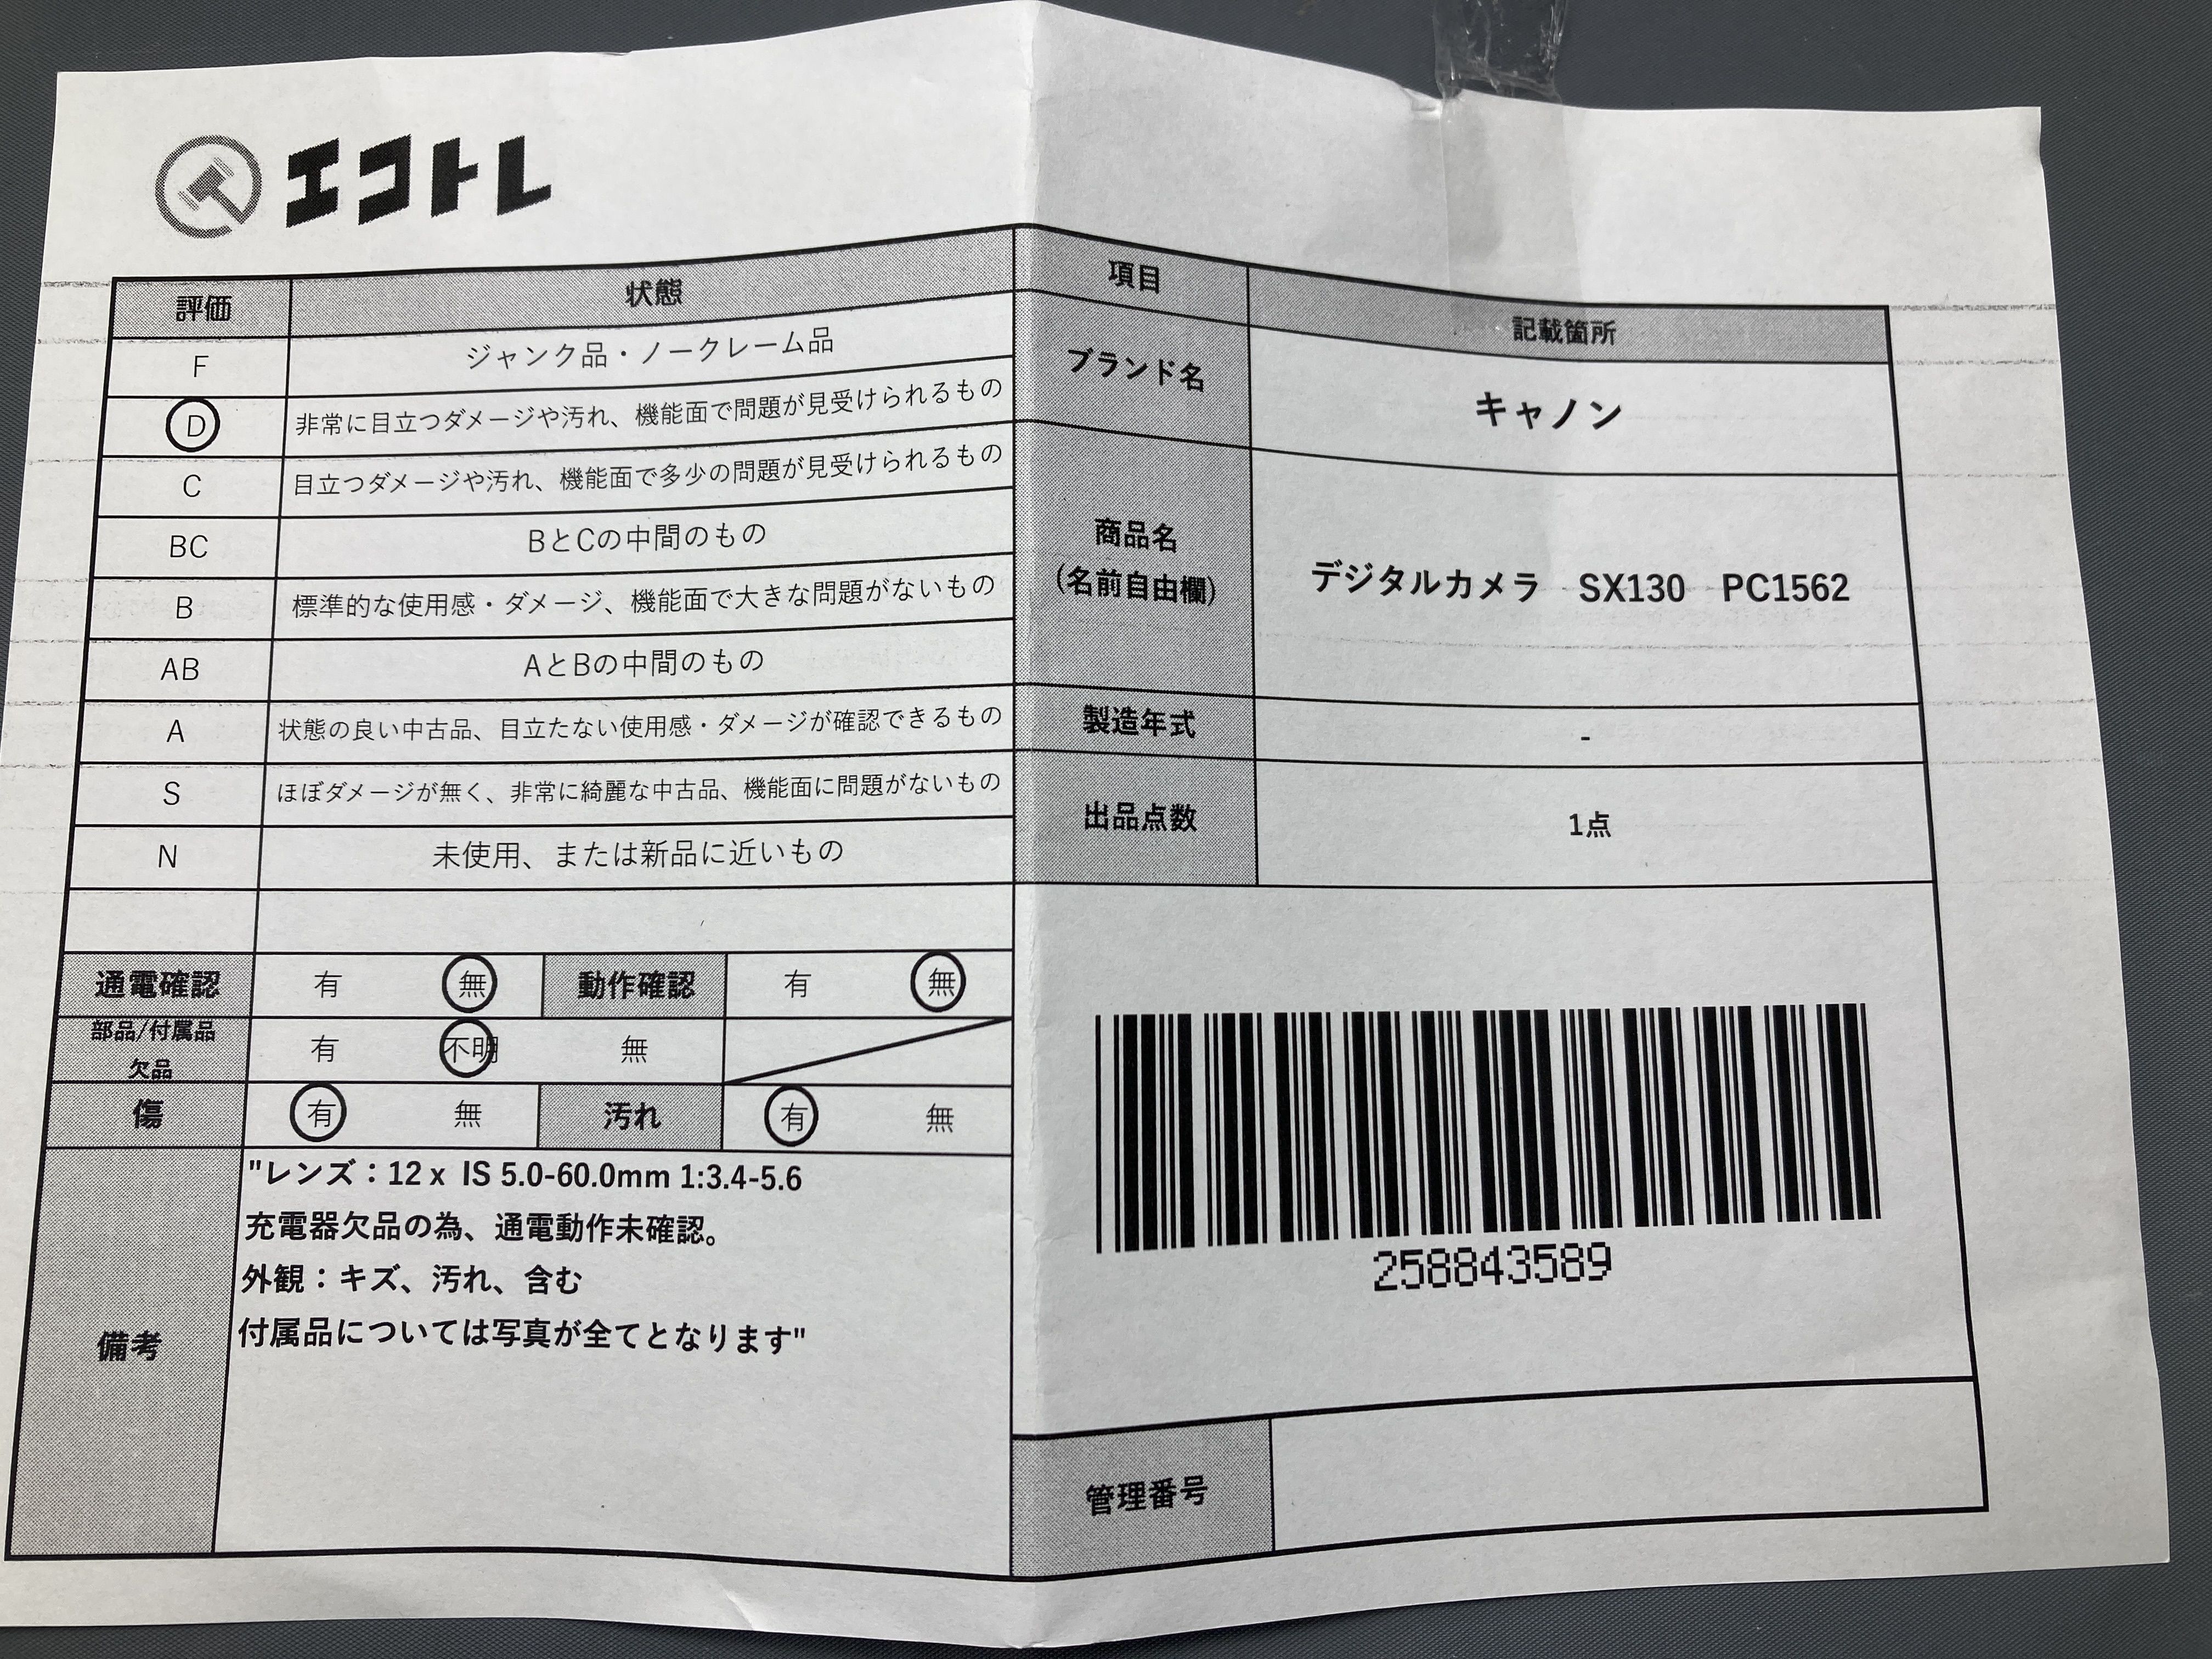 エコトレ
評価 状態
F ジャンク品・ノークレーム品
D 非常に目立つダメージや汚れ、機能面で問題が見受けられるもの
C 目立つダメージや汚れ、機能面で多少の問題が見受けられるもの
BC BとCの中間のもの
B 標準的な使用感・ダメージ、機能面で大きな問題がないもの
AB AとBの中間のもの
A 状態の良い中古品、目立たない使用感・ダメージが確認できるもの
S ほぼダメージが無く、非常に綺麗な中古品、機能面に問題がないもの
N 未使用、または新品に近いもの
通電確認 有 無 動作確認 有 無
部品/付属品
欠品 有 不明 無
傷 有 無 汚れ 有 無
備考
"レンズ：12 x IS 5.0-60.0mm 1:3.4-5.6
充電器欠品の為、通電動作未確認。
外観：キズ、汚れ、含む
付属品については写真が全てとなります"
項目 記載箇所
ブランド名 キャノン
商品名
(名前自由欄) デジタルカメラ SX130 PC1562
製造年式 -
出品点数 1点
258843589
管理番号